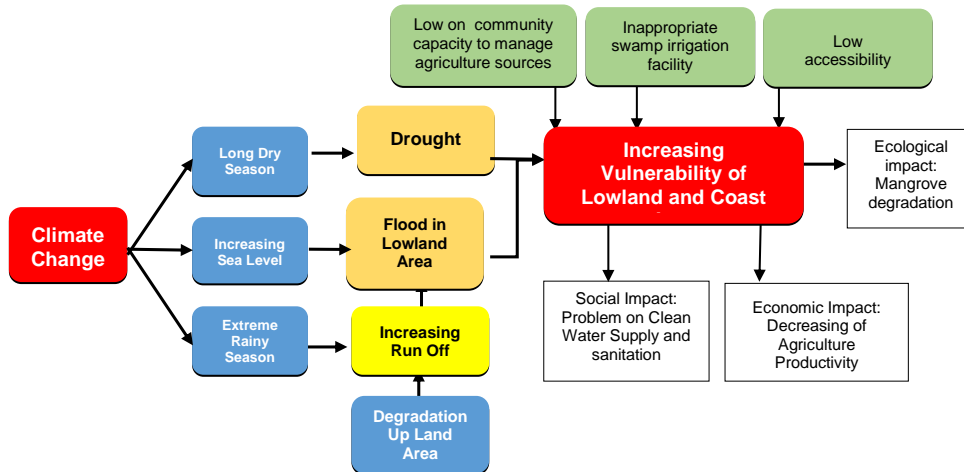 Low on community
capacity to manage
agriculture sources
Inappropriate
swamp irrigation
facility
Low
accessibility
Long Dry
Season
Drought
Increasing
Vulnerability of
Lowland and Coast
Ecological
impact:
Mangrove
degradation
Climate
Change
Increasing
Sea Level
Flood in
Lowland
Area
Extreme
Rainy
Season
Increasing
Run Off
Social Impact:
Problem on Clean
Water Supply and
sanitation
Economic Impact:
Decreasing of
Agriculture
Productivity
Degradation
Up Land
Area